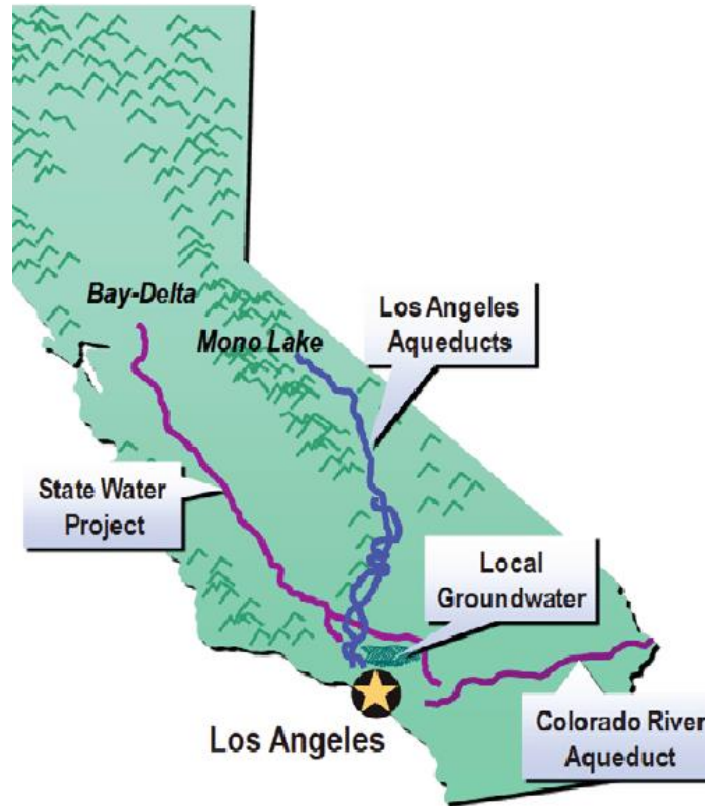 Bay-Delta
Mono Lake
Los Angeles
Aqueducts
State Water
Project
Local
Groundwater
Los Angeles
Colorado River
Aqueduct